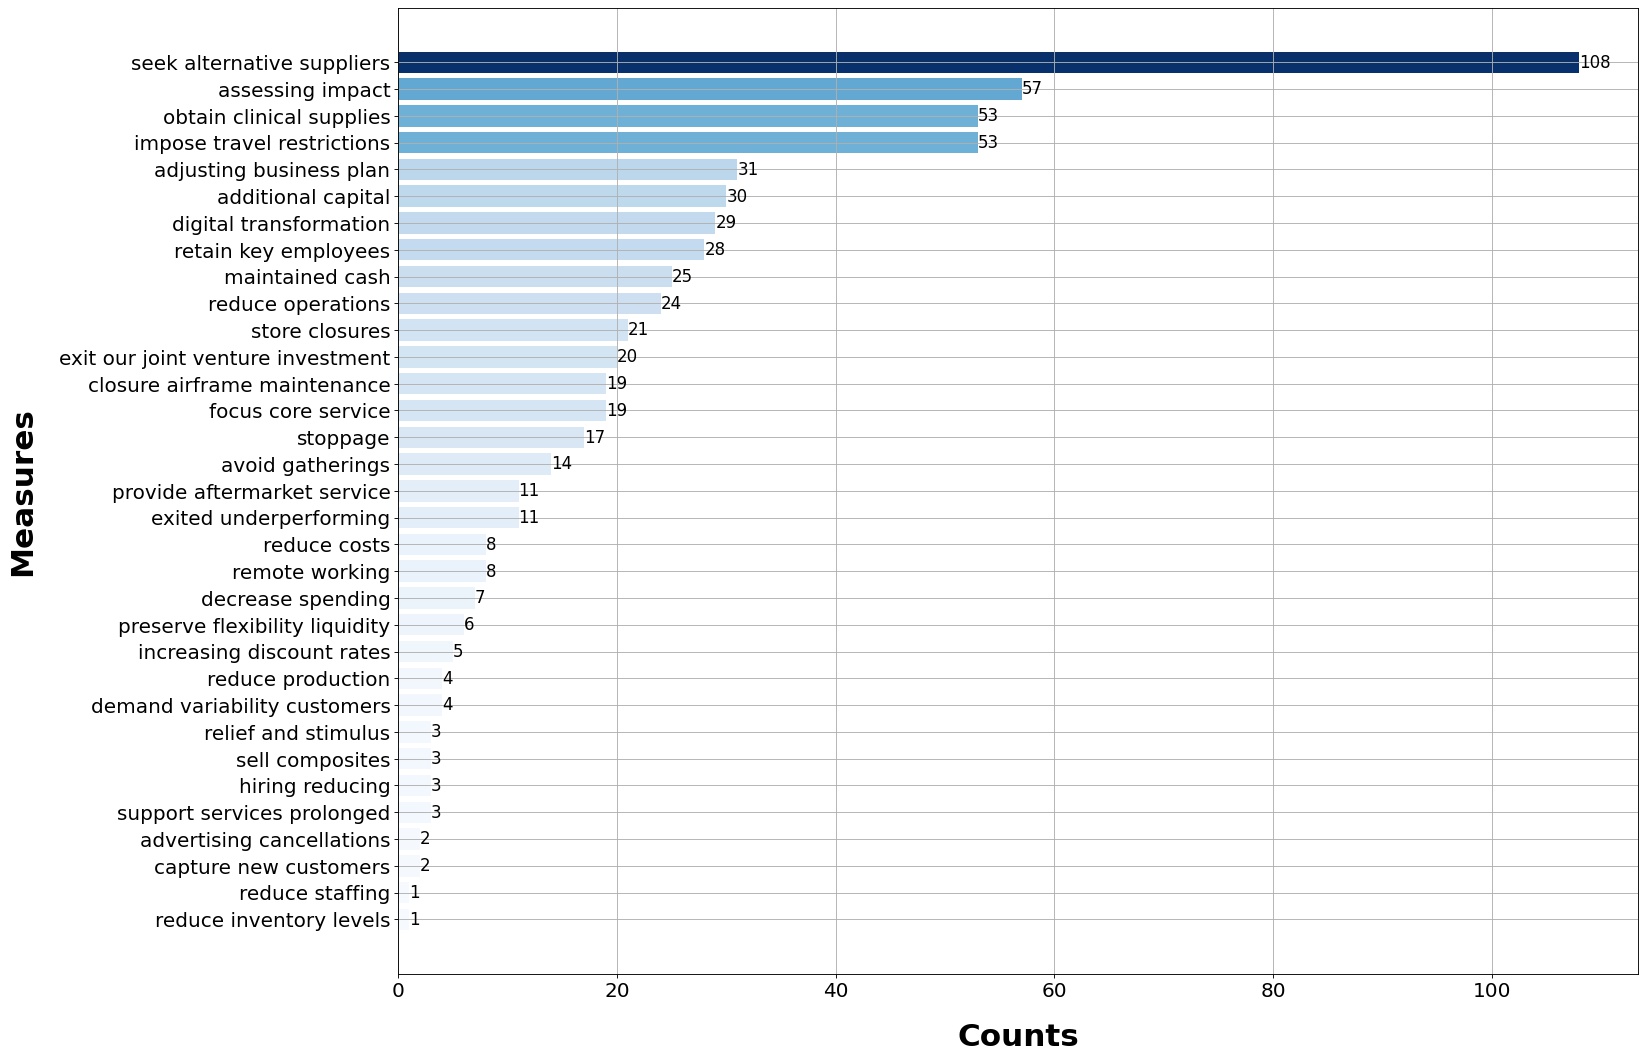 seek alternative suppliers 108
assessing impact 57
obtain clinical supplies 53
impose travel restrictions 53
adjusting business plan 31
additional capital 30
digital transformation 29
retain key employees 28
maintained cash 25
reduce operations 24
store closures 21
exit our joint venture investment 20
closure airframe maintenance 19
focus core service 19
stoppage 17
avoid gatherings 14
provide aftermarket service 11
exited underperforming 11
reduce costs 8
remote working 8
decrease spending 7
preserve flexibility liquidity 6
increasing discount rates 5
reduce production 4
demand variability customers 4
relief and stimulus 3
sell composites 3
hiring reducing 3
support services prolonged 3
advertising cancellations 2
capture new customers 2
reduce staffing 1
reduce inventory levels 1
0 20 40 60 80 100
Counts
Measures